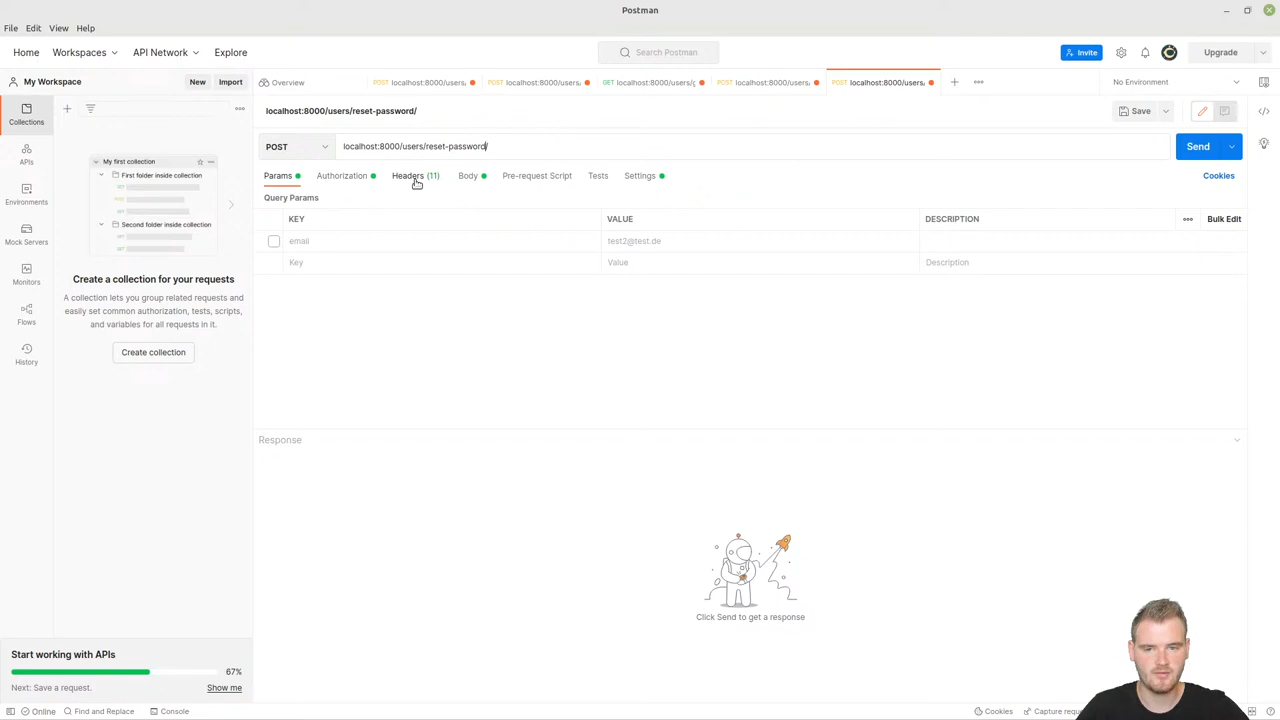 Postman
File Edit View Help
Home Workspaces API Network Explore Search Postman Invite Upgrade
My Workspace New Import Overview POST localhost:8000/users, POST localhost:8000/users, GET localhost:8000/users/ POST localhost:8000/users, POST localhost:8000/users, No Environment
Collections
APIs
Environments
Mock Servers
Monitors
Flows
History
My first collection
First folder inside collection
Second folder inside collection
Create a collection for your requests
A collection lets you group related requests and
easily set common authorization, tests, scripts,
and variables for all requests in it.
Create collection
Start working with APIs
67%
Next: Save a request. Show me
localhost:8000/users/reset-password/ Save
POST localhost:8000/users/reset-password/ Send
Params Authorization Headers (11) Body Pre-request Script Tests Settings Cookies
Query Params
KEY VALUE DESCRIPTION Bulk Edit
email test2@test.de
Key Value Description
Response
Click Send to get a response
Online Find and Replace Console Cookies Capture requ